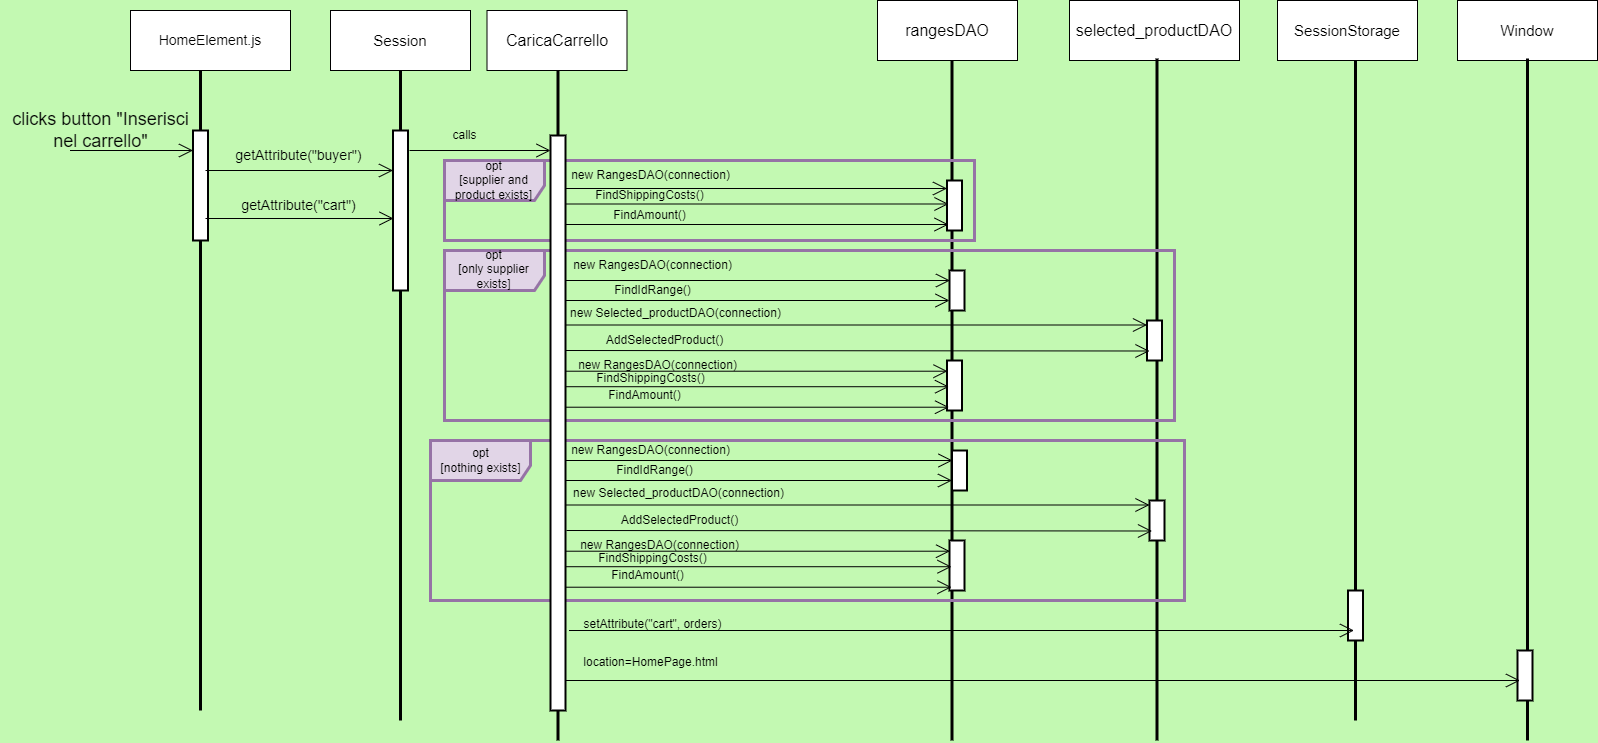 HomeElement.js
Session
CaricaCarrello
rangesDAO
selected_productDAO
SessionStorage
Window
clicks button "Inserisci
nel carrello"
getAttribute("buyer")
getAttribute("cart")
calls
opt
[supplier and
product exists]
new RangesDAO(connection)
FindShippingCosts()
FindAmount()
opt
[only supplier
exists]
new RangesDAO(connection)
FindIdRange()
new Selected_productDAO(connection)
AddSelectedProduct()
new RangesDAO(connection)
FindShippingCosts()
FindAmount()
opt
[nothing exists]
new RangesDAO(connection)
FindIdRange()
new Selected_productDAO(connection)
AddSelectedProduct()
new RangesDAO(connection)
FindShippingCosts()
FindAmount()
setAttribute("cart", orders)
location=HomePage.html